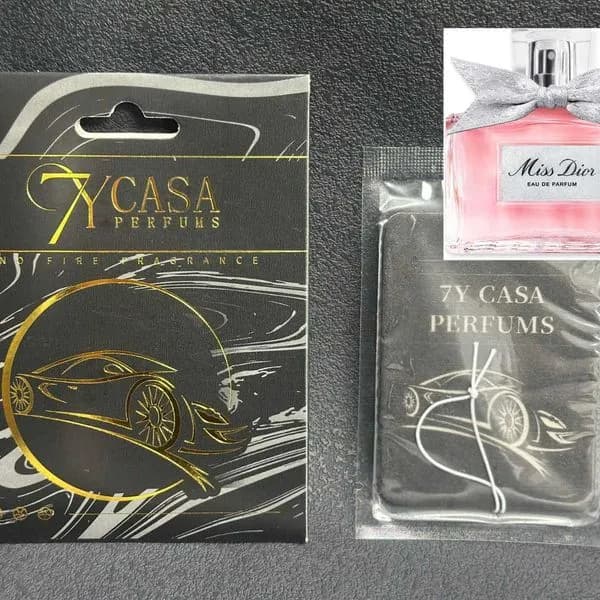 7YCASA
PERFUMS
NO FIRE FRAGRANCE
7Y CASA
PERFUMS
Miss Dior
EAU DE PARFUM